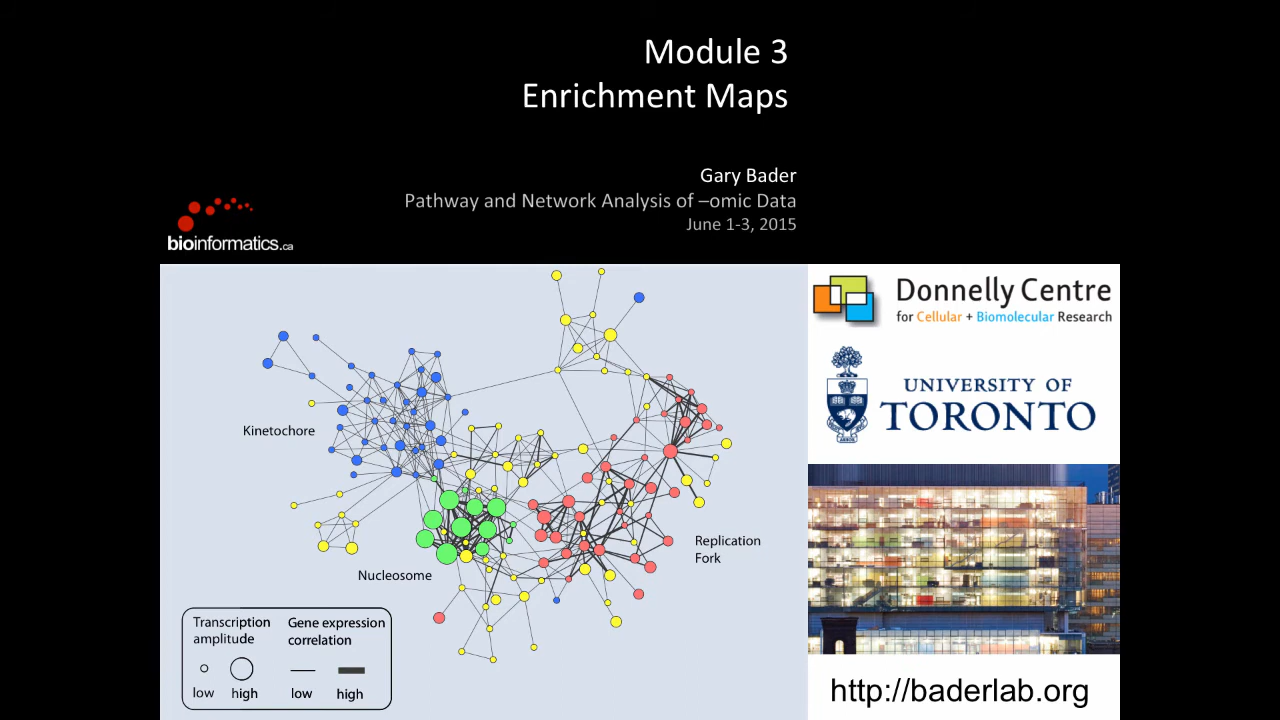 Module 3
Enrichment Maps
Gary Bader
Pathway and Network Analysis of –omic Data
June 1-3, 2015
bioinformatics.ca
Kinetochore
Nucleosome
Replication
Fork
Transcription
amplitude
low
high
Gene expression
correlation
low
high
Donnelly Centre
for Cellular + Biomolecular Research
UNIVERSITY OF
TORONTO
http://baderlab.org